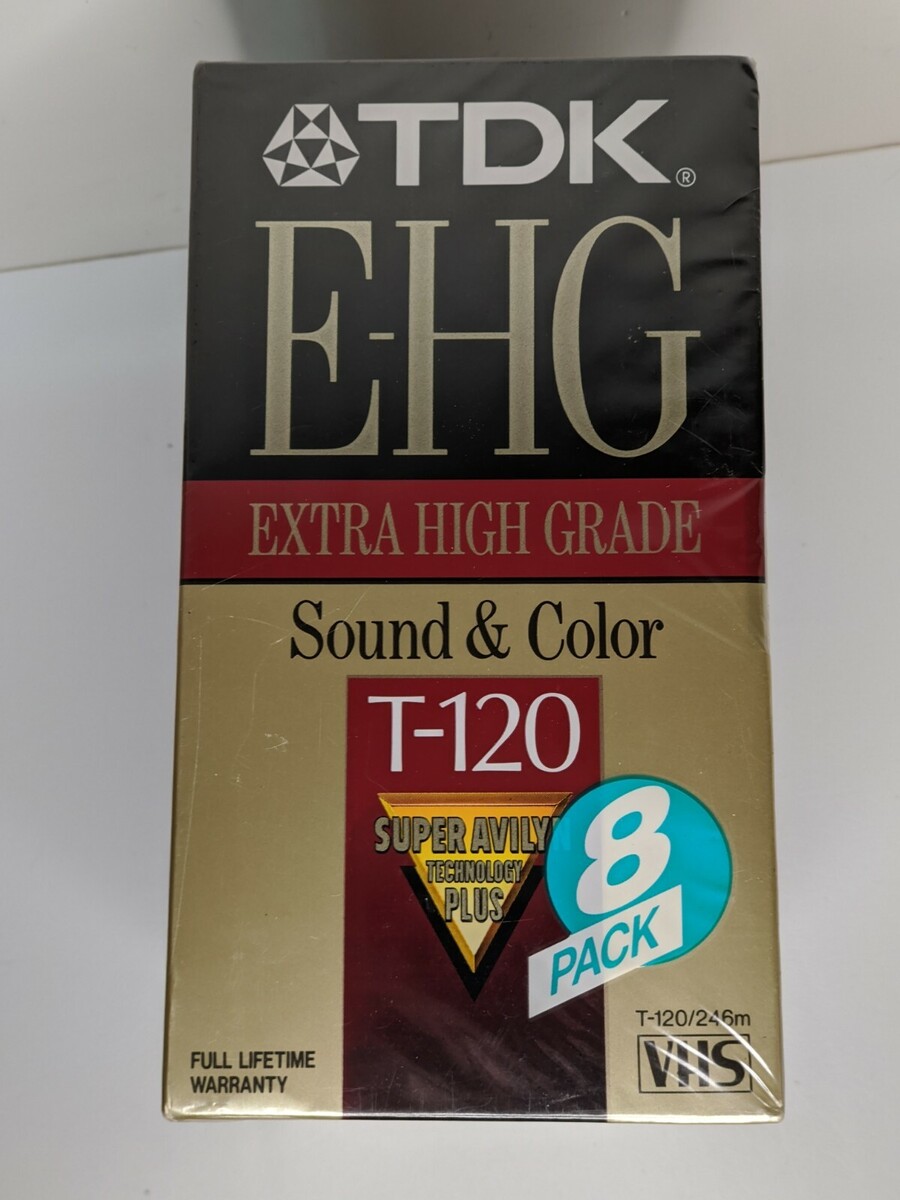 TDK®
E-HG
EXTRA HIGH GRADE
Sound & Color
T-120
SUPER AVILYN
TECHNOLOGY
PLUS
8
PACK
T-120/246m
VHS
FULL LIFETIME
WARRANTY